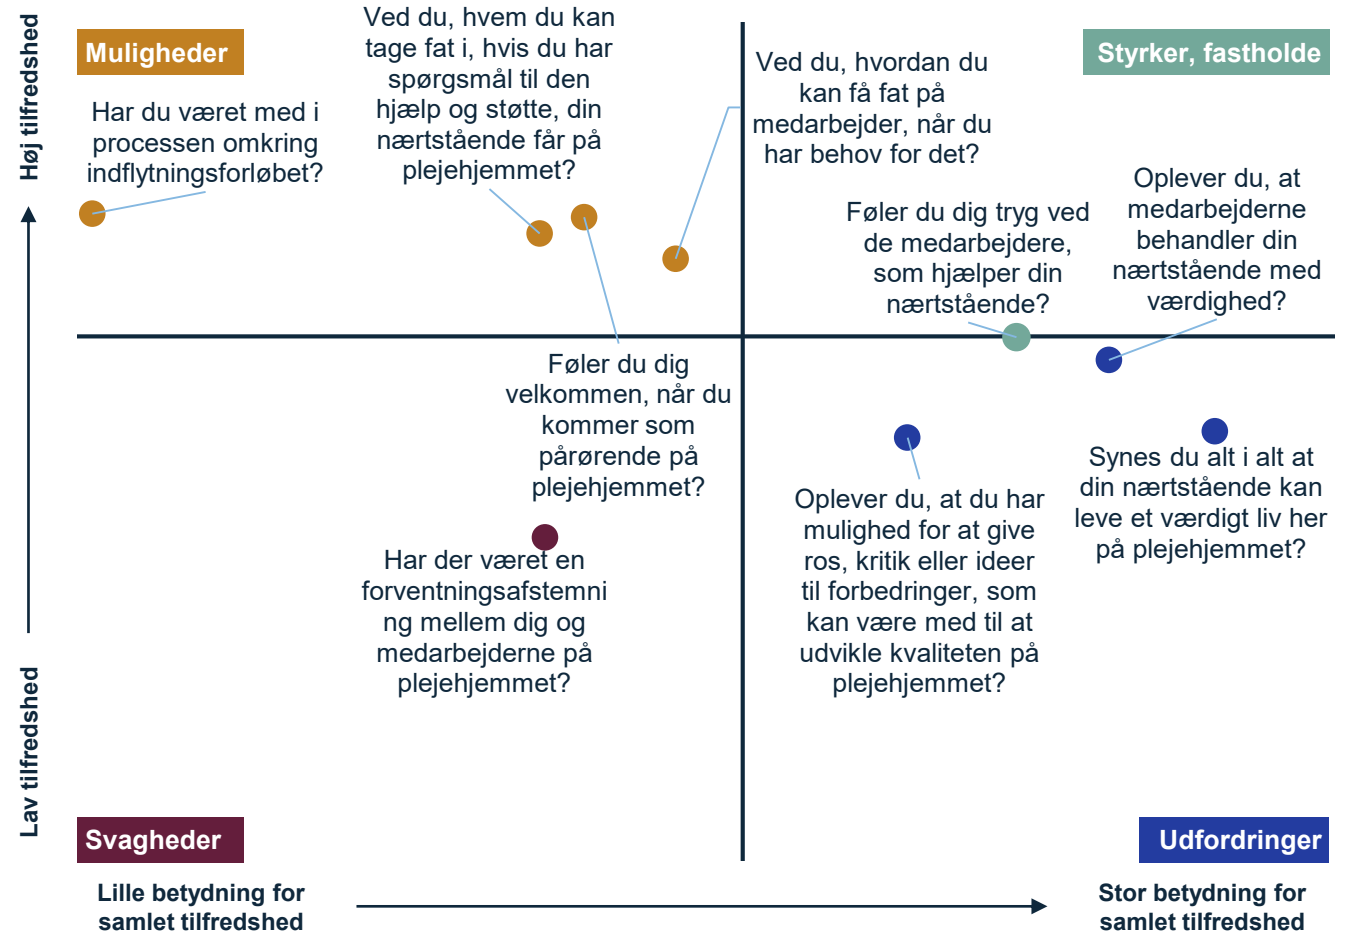 Høj tilfredshed
Lav tilfredshed
Muligheder
Styrker, fastholde
Har du været med i
processen omkring
indflytningsforløbet?
Ved du, hvem du kan
tage fat i, hvis du har
spørgsmål til den
hjælp og støtte, din
nærtstående får på
plejehjemmet?
Ved du, hvordan du
kan få fat på
medarbejder, når du
har behov for det?
Føler du dig tryg ved
de medarbejdere,
som hjælper din
nærtstående?
Oplever du, at
medarbejderne
behandler din
nærtstående med
værdighed?
Føler du dig
velkommen, når du
kommer som
pårørende på
plejehjemmet?
Har der været en
forventningsafstemni
ng mellem dig og
medarbejderne på
plejehjemmet?
Oplever du, at du har
mulighed for at give
ros, kritik eller ideer
til forbedringer, som
kan være med til at
udvikle kvaliteten på
plejehjemmet?
Synes du alt i alt at
din nærtstående kan
leve et værdigt liv her
på plejehjemmet?
Svagheder
Udfordringer
Lille betydning for
samlet tilfredshed
Stor betydning for
samlet tilfredshed